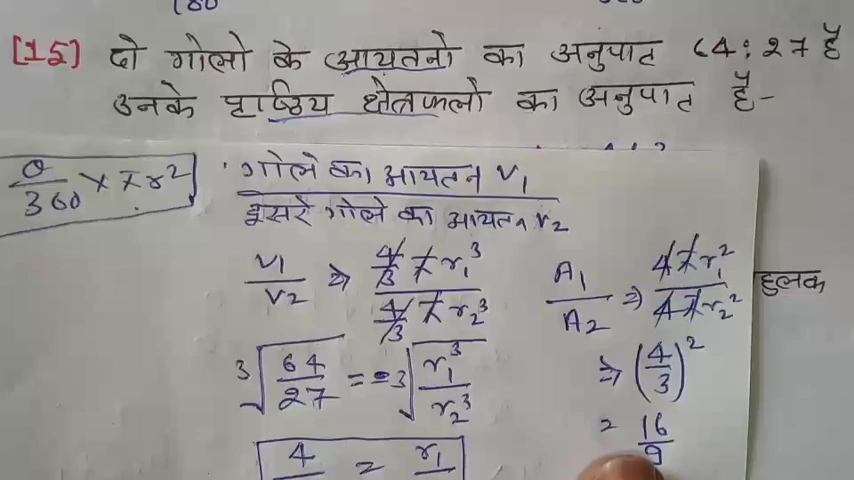 [15] दो गोलो के आयतनो का अनुपात 64:27 है
उनके पृाष्ठिय क्षेत्रफलो का अनुपात है-
θ/360 × πr²
गोले का आयतन V₁
दूसरे गोले का आयतन V₂
V₁/V₂ ⇒ 4/3 πr₁³ / 4/3 πr₂³
A₁/A₂ ⇒ 4πr₁² / 4πr₂²
हुलक
∛(64/27) = ∛(r₁³/r₂³)
⇒ (4/3)²
= 16/9
4 = r₁